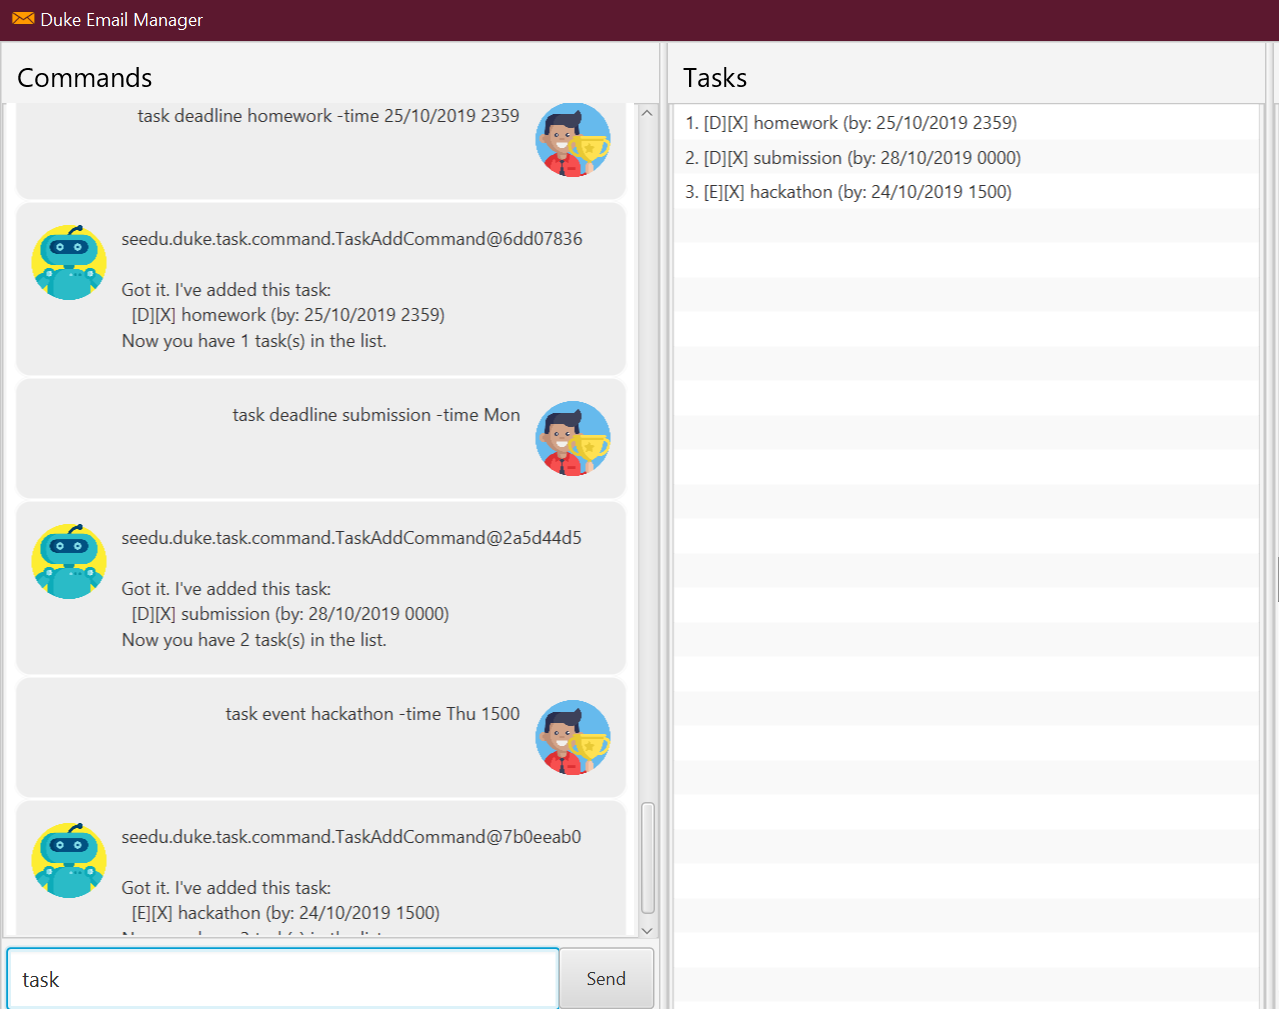 Duke Email Manager
Commands
task deadline homework -time 25/10/2019 2359
seedu.duke.task.command.TaskAddCommand@6dd07836
Got it. I've added this task:
[D][X] homework (by: 25/10/2019 2359)
Now you have 1 task(s) in the list.
task deadline submission -time Mon
seedu.duke.task.command.TaskAddCommand@2a5d44d5
Got it. I've added this task:
[D][X] submission (by: 28/10/2019 0000)
Now you have 2 task(s) in the list.
task event hackathon -time Thu 1500
seedu.duke.task.command.TaskAddCommand@7b0eeab0
Got it. I've added this task:
[E][X] hackathon (by: 24/10/2019 1500)
task
Send
Tasks
1. [D][X] homework (by: 25/10/2019 2359)
2. [D][X] submission (by: 28/10/2019 0000)
3. [E][X] hackathon (by: 24/10/2019 1500)